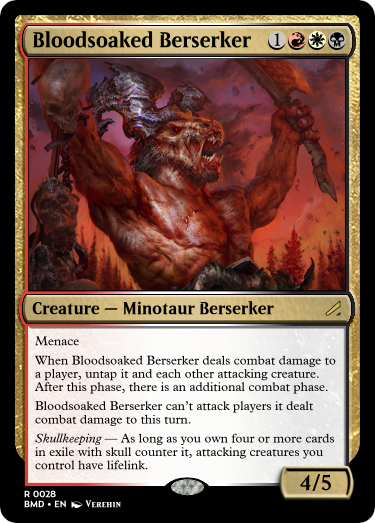 Bloodsoaked Berserker 1
Creature — Minotaur Berserker
Menace
When Bloodsoaked Berserker deals combat damage to
a player, untap it and each other attacking creature.
After this phase, there is an additional combat phase.
Bloodsoaked Berserker can't attack players it dealt
combat damage to this turn.
Skullkeeping — As long as you own four or more cards
in exile with skull counter it, attacking creatures you
control have lifelink.
4/5
R 0028
BMD • EN Verehin